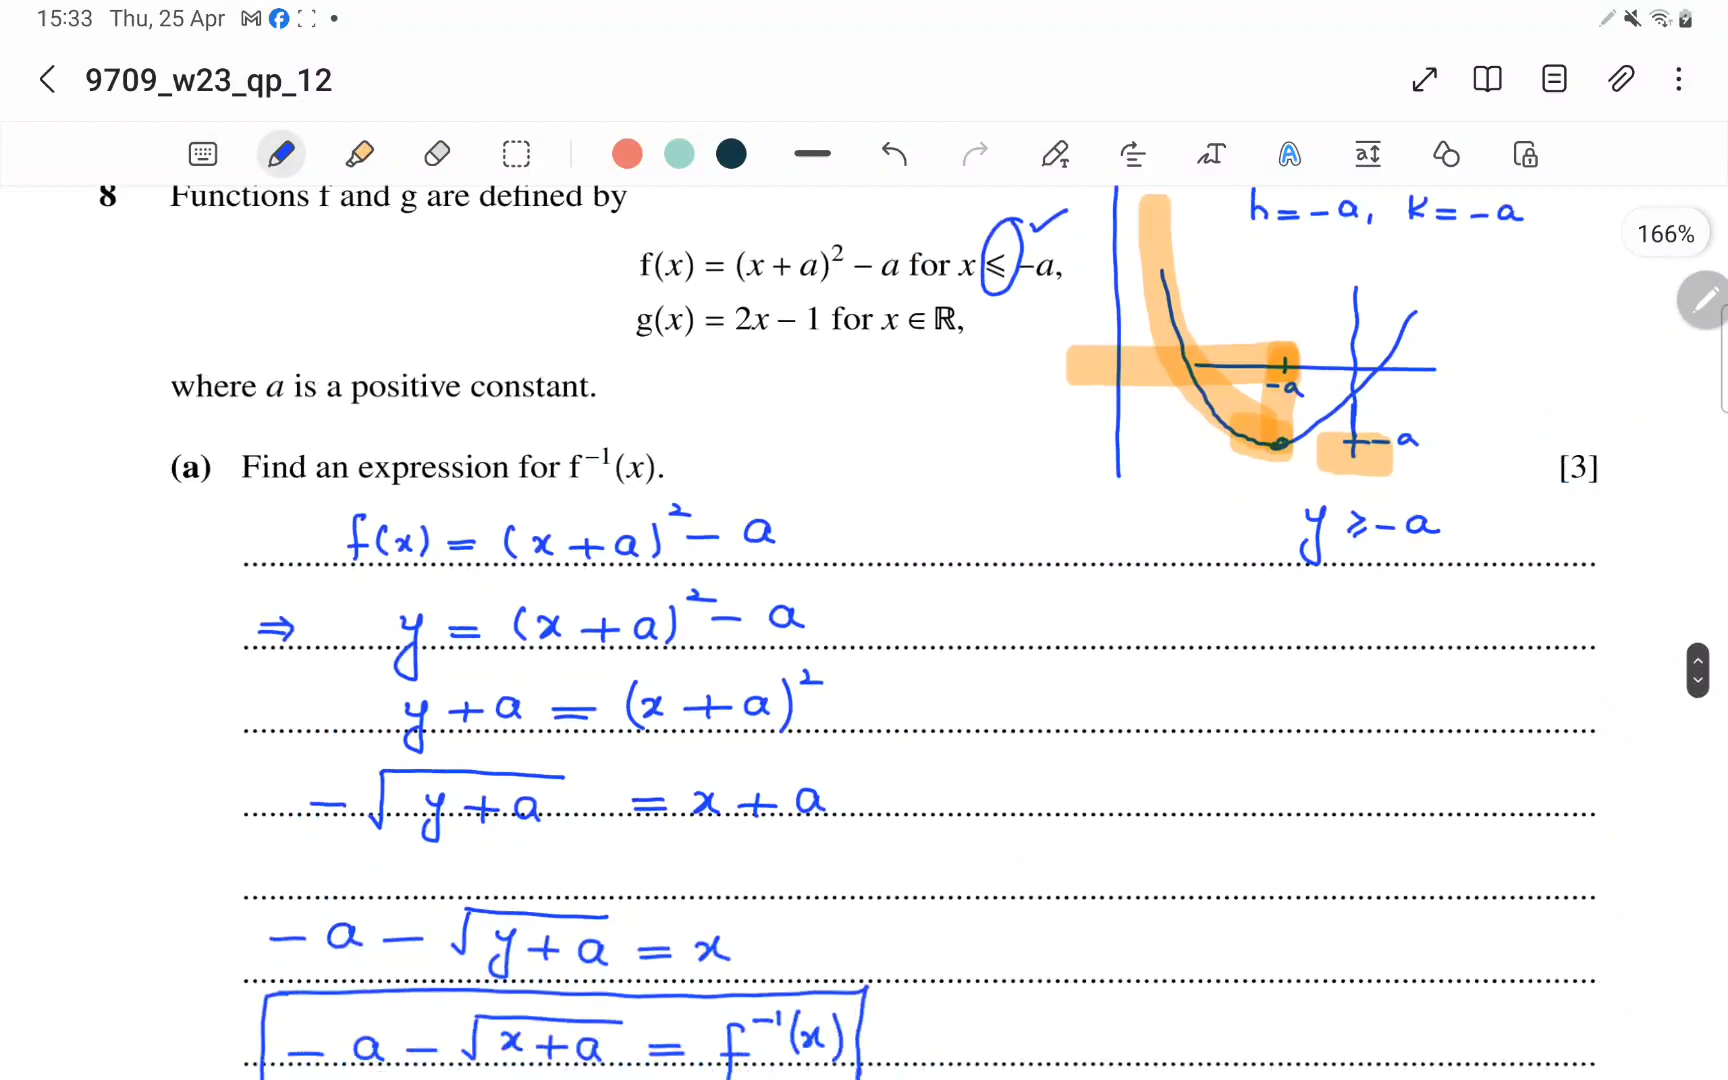 15:33 Thu, 25 Apr
9709_w23_qp_12
166%
8 Functions f and g are defined by
h = -a, k = -a
f(x) = (x + a)² − a for x ⩽ −a,
g(x) = 2x − 1 for x ∈ ℝ,
where a is a positive constant.
-a
-a
(a) Find an expression for f⁻¹(x). [3]
y ⩾ -a
f(x) = (x + a)² - a
⇒ y = (x + a)² - a
y + a = (x + a)²
-√(y + a) = x + a
-a - √(y + a) = x
-a - √(x + a) = f⁻¹(x)